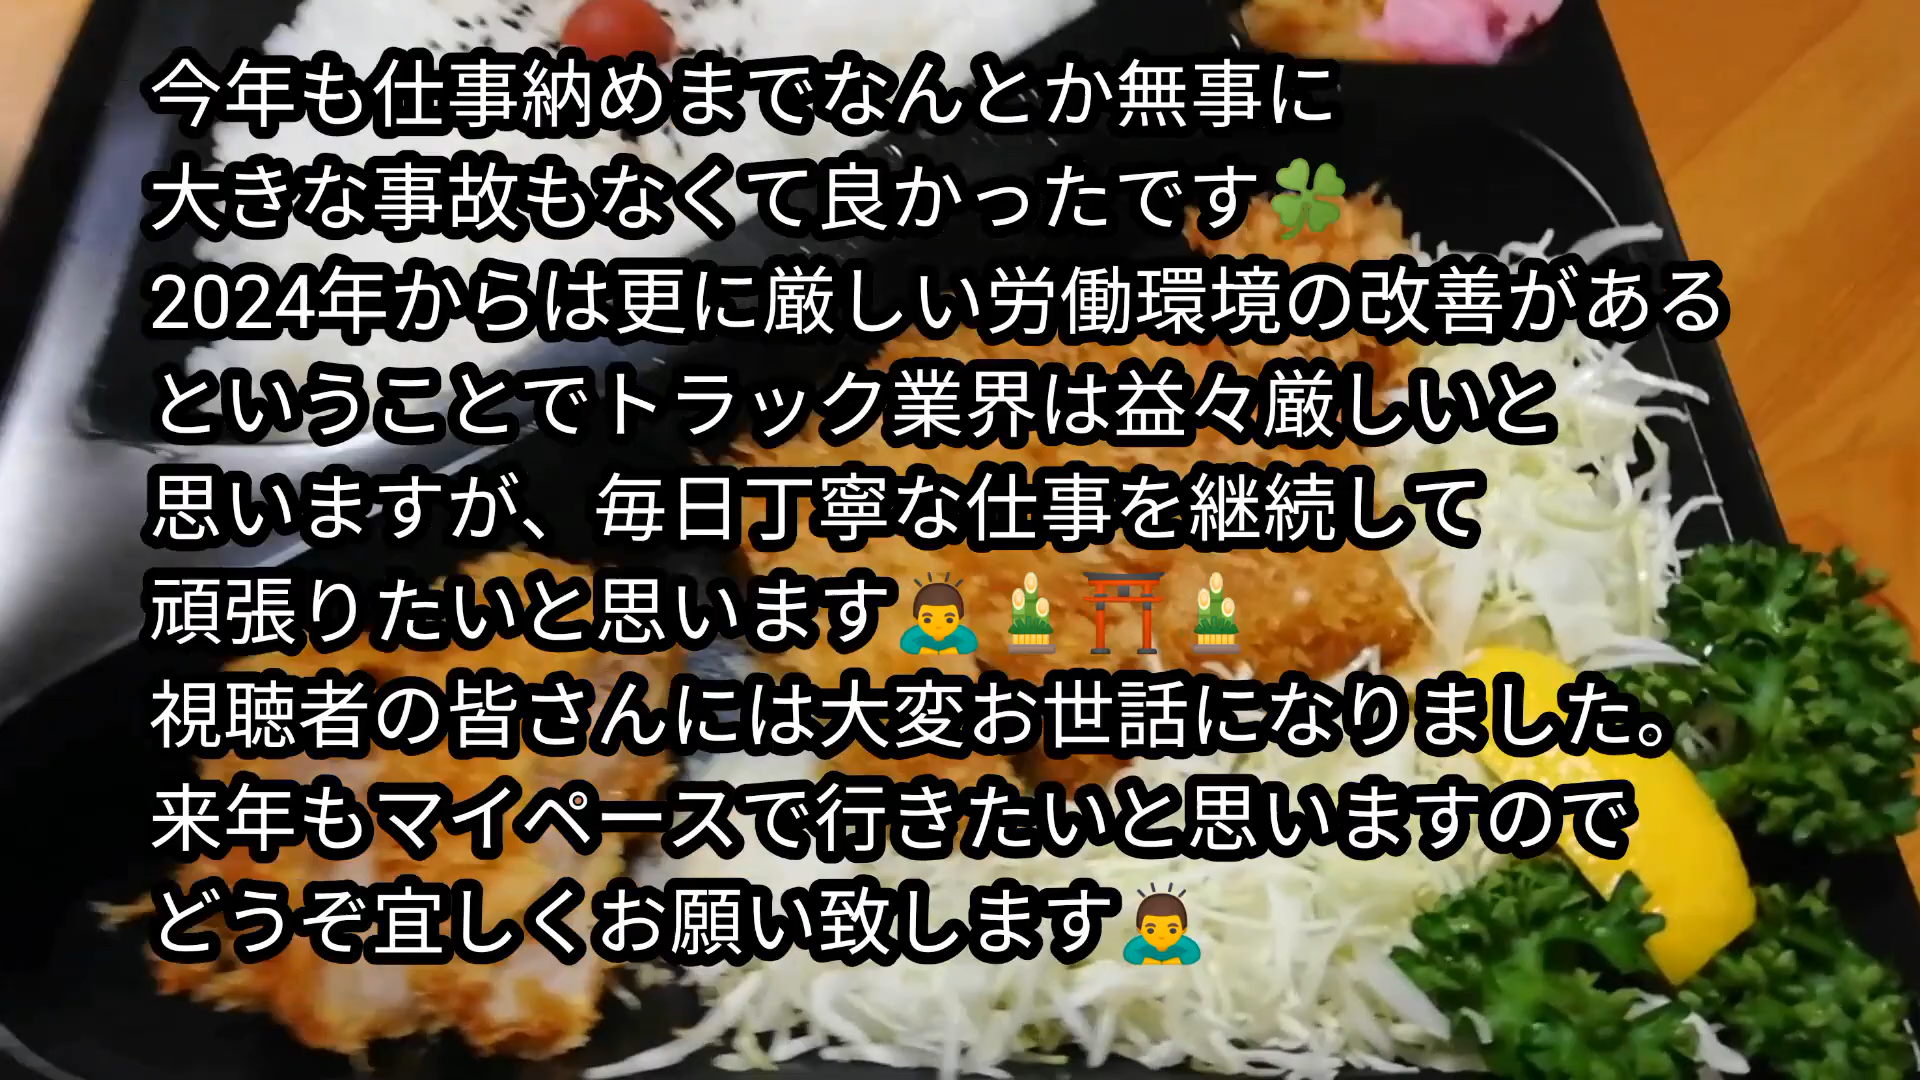 今年も仕事納めまでなんとか無事に
大きな事故もなくて良かったです🍀
2024年からは更に厳しい労働環境の改善がある
ということでトラック業界は益々厳しいと
思いますが、毎日丁寧な仕事を継続して
頑張りたいと思います🙇‍♂️🎍⛩️🎍
視聴者の皆さんには大変お世話になりました。
来年もマイペースで行きたいと思いますので
どうぞ宜しくお願い致します🙇‍♂️